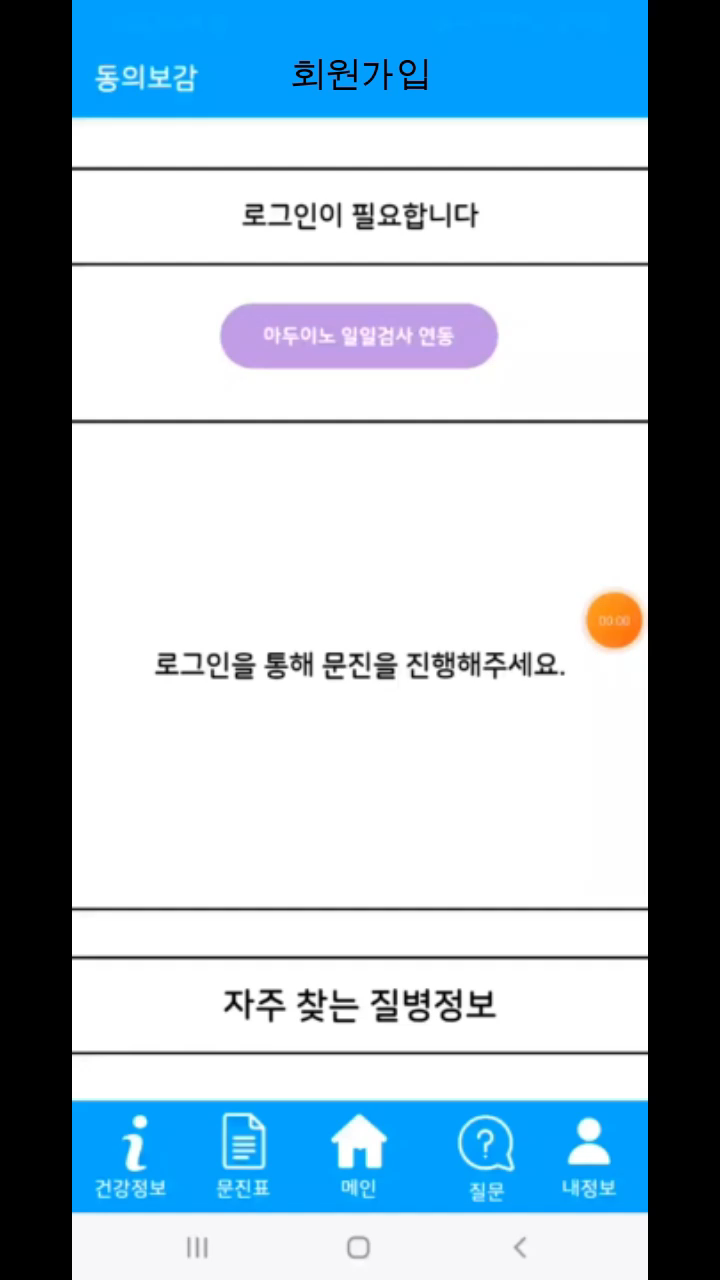 동의보감
회원가입
로그인이 필요합니다
아두이노 일일검사 연동
00:00
로그인을 통해 문진을 진행해주세요.
자주 찾는 질병정보
건강정보
문진표
메인
질문
내정보